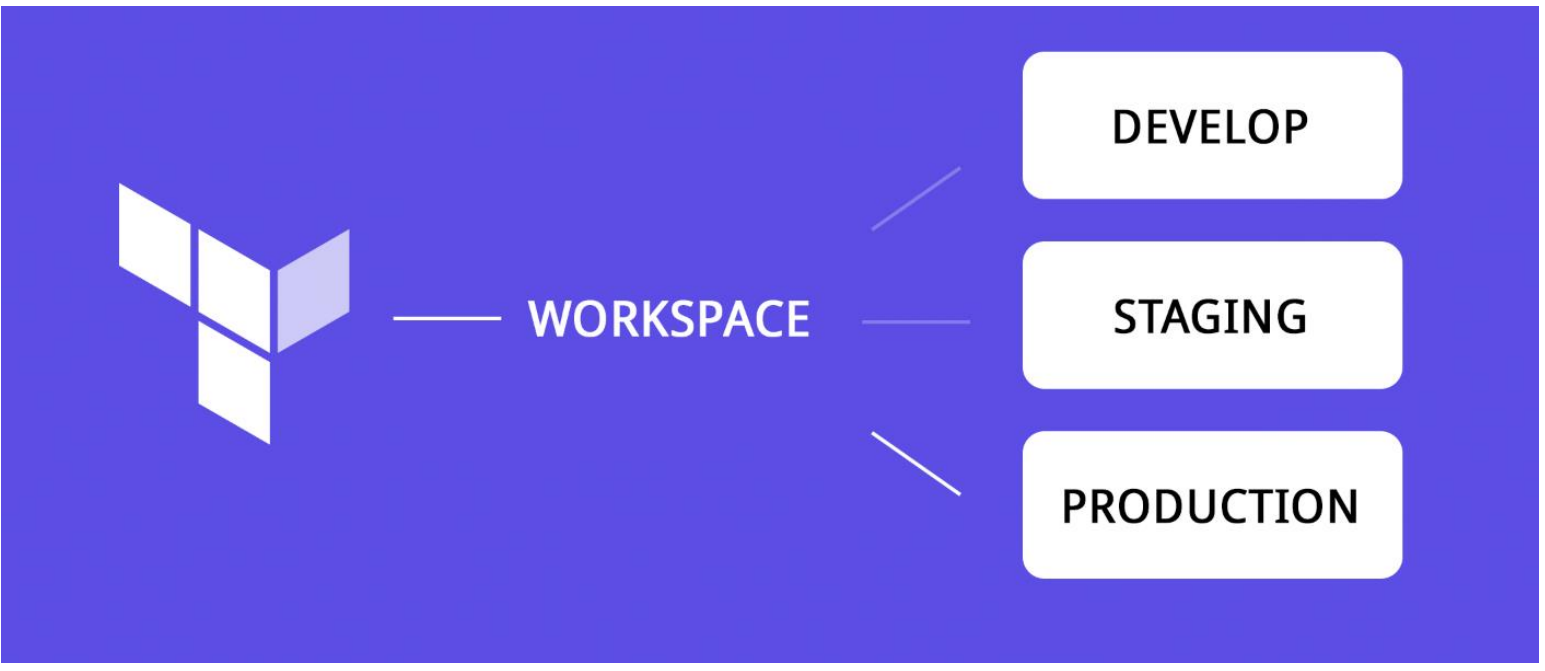 WORKSPACE
DEVELOP
STAGING
PRODUCTION